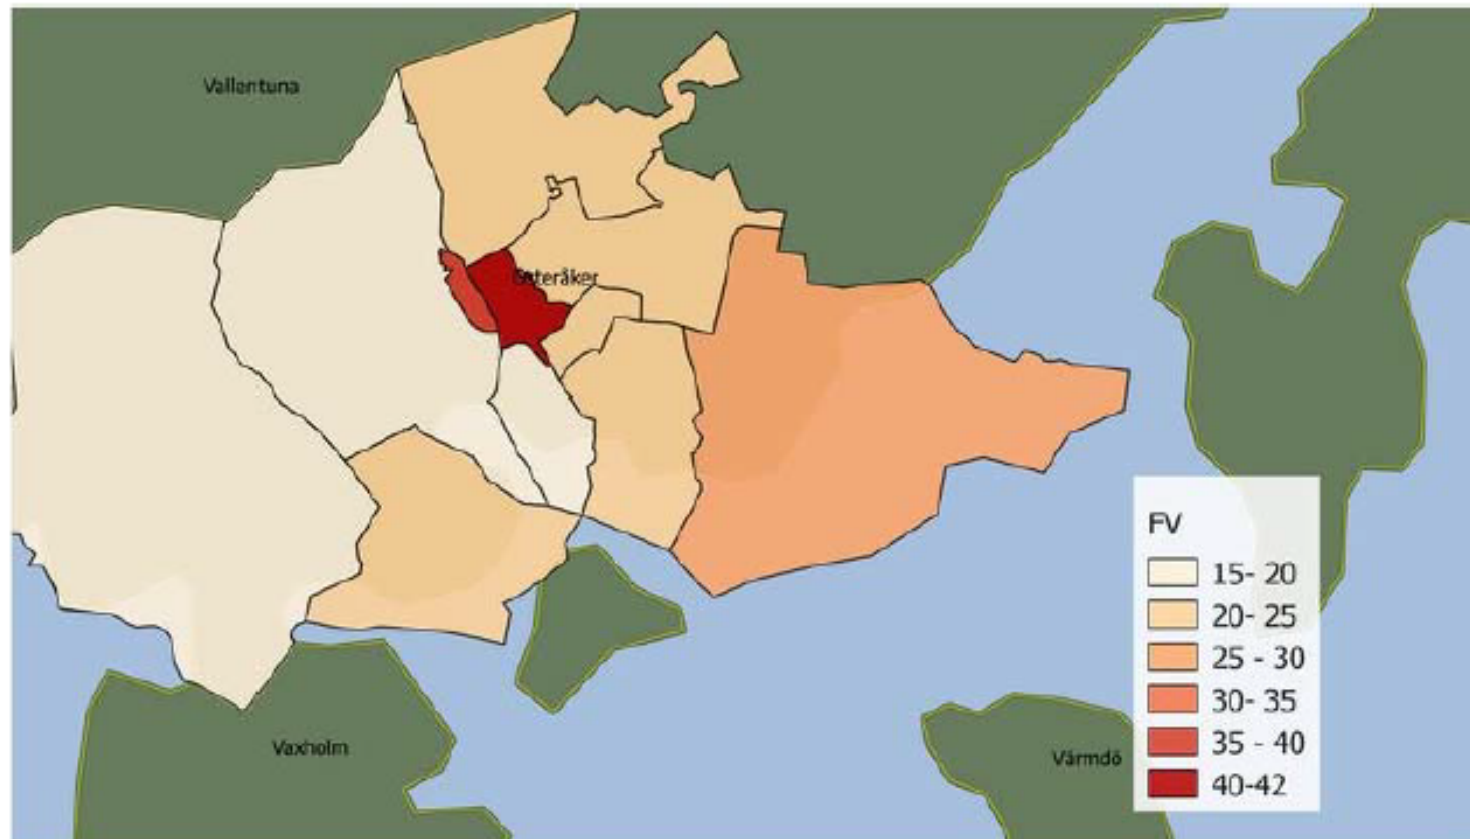 Vallentuna
Österåker
FV
15- 20
20- 25
25 - 30
30- 35
35 - 40
40-42
Vaxholm
Värmdö